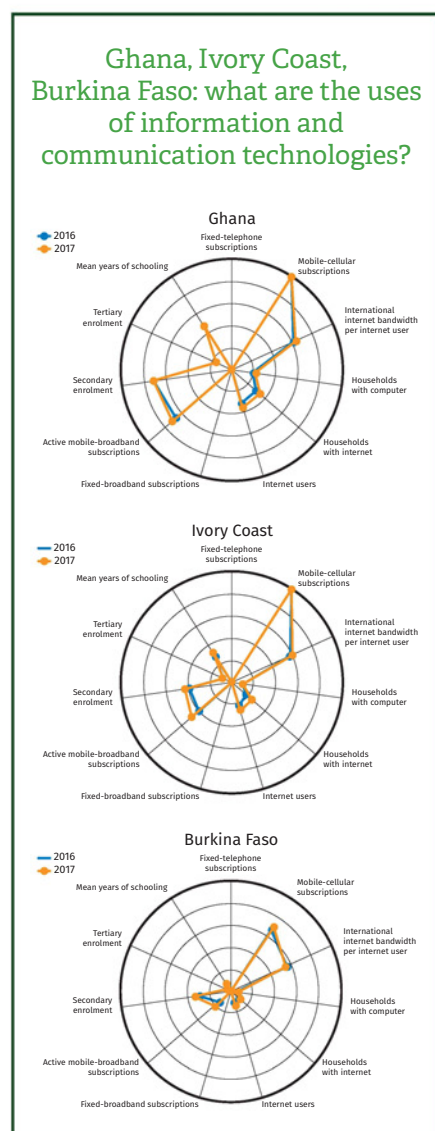 Ghana, Ivory Coast,
Burkina Faso: what are the uses
of information and
communication technologies?
Ghana
2016
2017
Fixed-telephone
subscriptions
Mobile-cellular
subscriptions
International
internet bandwidth
per internet user
Households
with computer
Households
with internet
Internet users
Fixed-broadband subscriptions
Active mobile-broadband
subscriptions
Secondary
enrolment
Tertiary
enrolment
Mean years of schooling
Ivory Coast
2016
2017
Fixed-telephone
subscriptions
Mobile-cellular
subscriptions
International
internet bandwidth
per internet user
Households
with computer
Households
with internet
Internet users
Fixed-broadband subscriptions
Active mobile-broadband
subscriptions
Secondary
enrolment
Tertiary
enrolment
Mean years of schooling
Burkina Faso
2016
2017
Fixed-telephone
subscriptions
Mobile-cellular
subscriptions
International
internet bandwidth
per internet user
Households
with computer
Households
with internet
Internet users
Fixed-broadband subscriptions
Active mobile-broadband
subscriptions
Secondary
enrolment
Tertiary
enrolment
Mean years of schooling